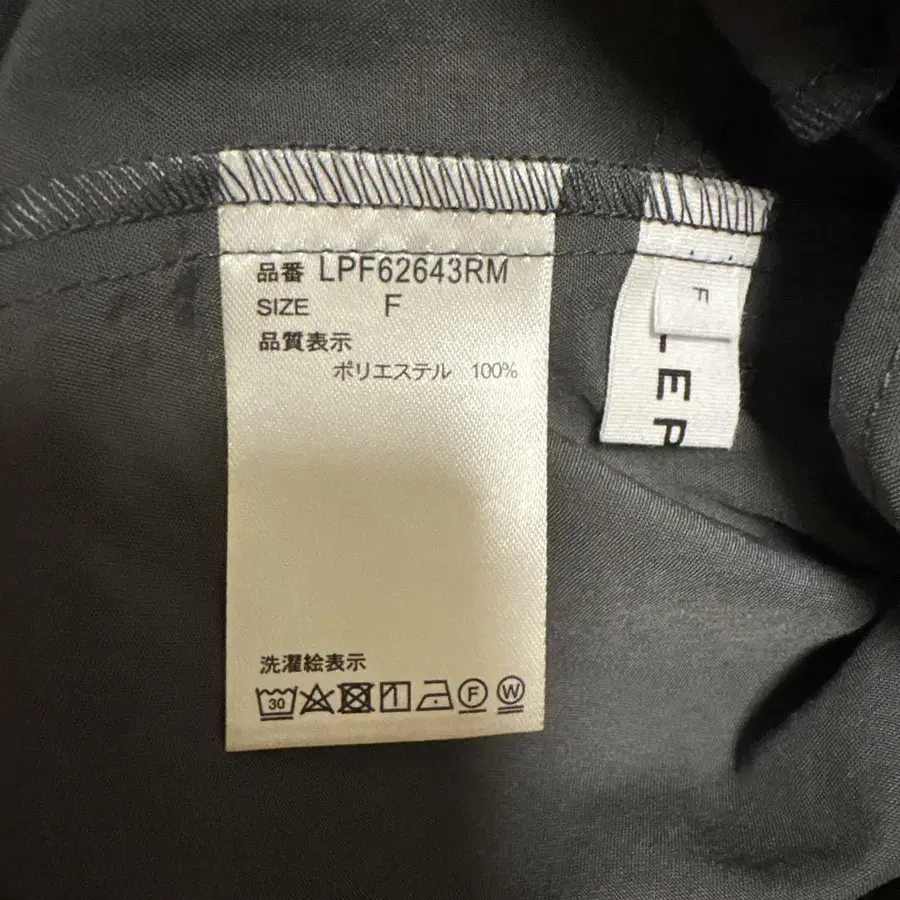 品番 LPF62643RM
SIZE F
品質表示
ポリエステル 100%
洗濯絵表示
30 F W
F
LEP